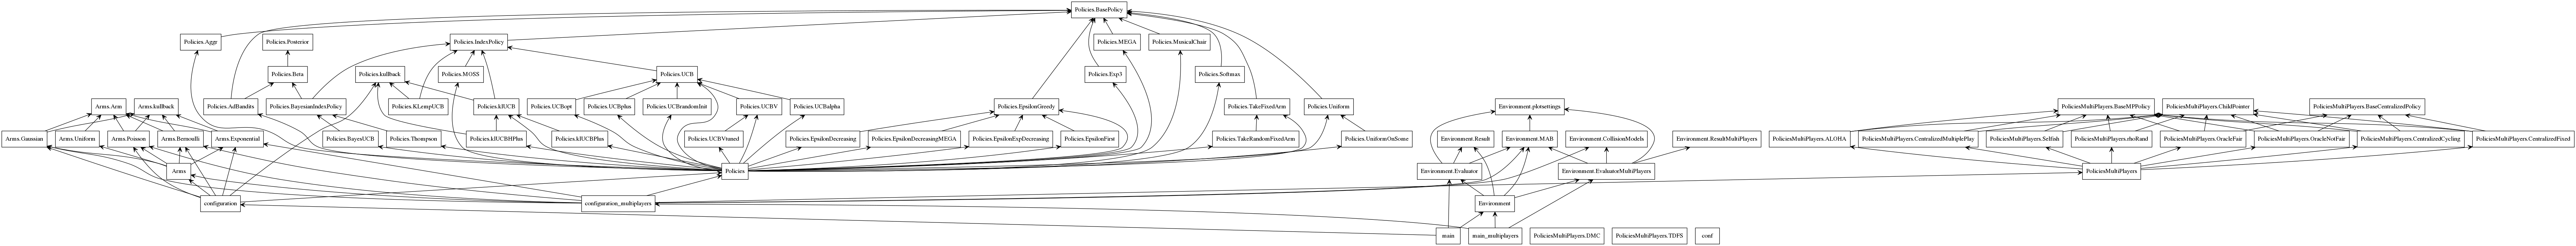 Policies.BasePolicy
Policies.Aggr
Policies.Posterior
Policies.IndexPolicy
Policies.MEGA
Policies.MusicalChair
Policies.Beta
Policies.kullback
Policies.MOSS
Policies.UCB
Policies.Exp3
Policies.Softmax
Arms.Arm
Arms.kullback
Policies.AdBandits
Policies.BayesianIndexPolicy
Policies.KLempUCB
Policies.klUCB
Policies.UCBopt
Policies.UCBplus
Policies.UCBrandomInit
Policies.UCBV
Policies.UCBalpha
Policies.EpsilonGreedy
Policies.TakeFixedArm
Policies.Uniform
Environment.plotsettings
PoliciesMultiPlayers.BaseMPPolicy
PoliciesMultiPlayers.ChildPointer
PoliciesMultiPlayers.BaseCentralizedPolicy
Arms.Gaussian
Arms.Uniform
Arms.Poisson
Arms.Bernoulli
Arms.Exponential
Policies.BayesUCB
Policies.Thompson
Policies.klUCBHPlus
Policies.klUCBPlus
Policies.UCBVtuned
Policies.EpsilonDecreasing
Policies.EpsilonDecreasingMEGA
Policies.EpsilonExpDecreasing
Policies.EpsilonFirst
Policies.TakeRandomFixedArm
Policies.UniformOnSome
Environment.Result
Environment.MAB
Environment.CollisionModels
Environment.ResultMultiPlayers
PoliciesMultiPlayers.ALOHA
PoliciesMultiPlayers.CentralizedMultiplePlay
PoliciesMultiPlayers.Selfish
PoliciesMultiPlayers.rhoRand
PoliciesMultiPlayers.OracleFair
PoliciesMultiPlayers.OracleNotFair
PoliciesMultiPlayers.CentralizedCycling
PoliciesMultiPlayers.CentralizedFixed
Arms
Policies
Environment.Evaluator
Environment.EvaluatorMultiPlayers
PoliciesMultiPlayers
configuration
configuration_multiplayers
Environment
main
main_multiplayers
PoliciesMultiPlayers.DMC
PoliciesMultiPlayers.TDFS
conf